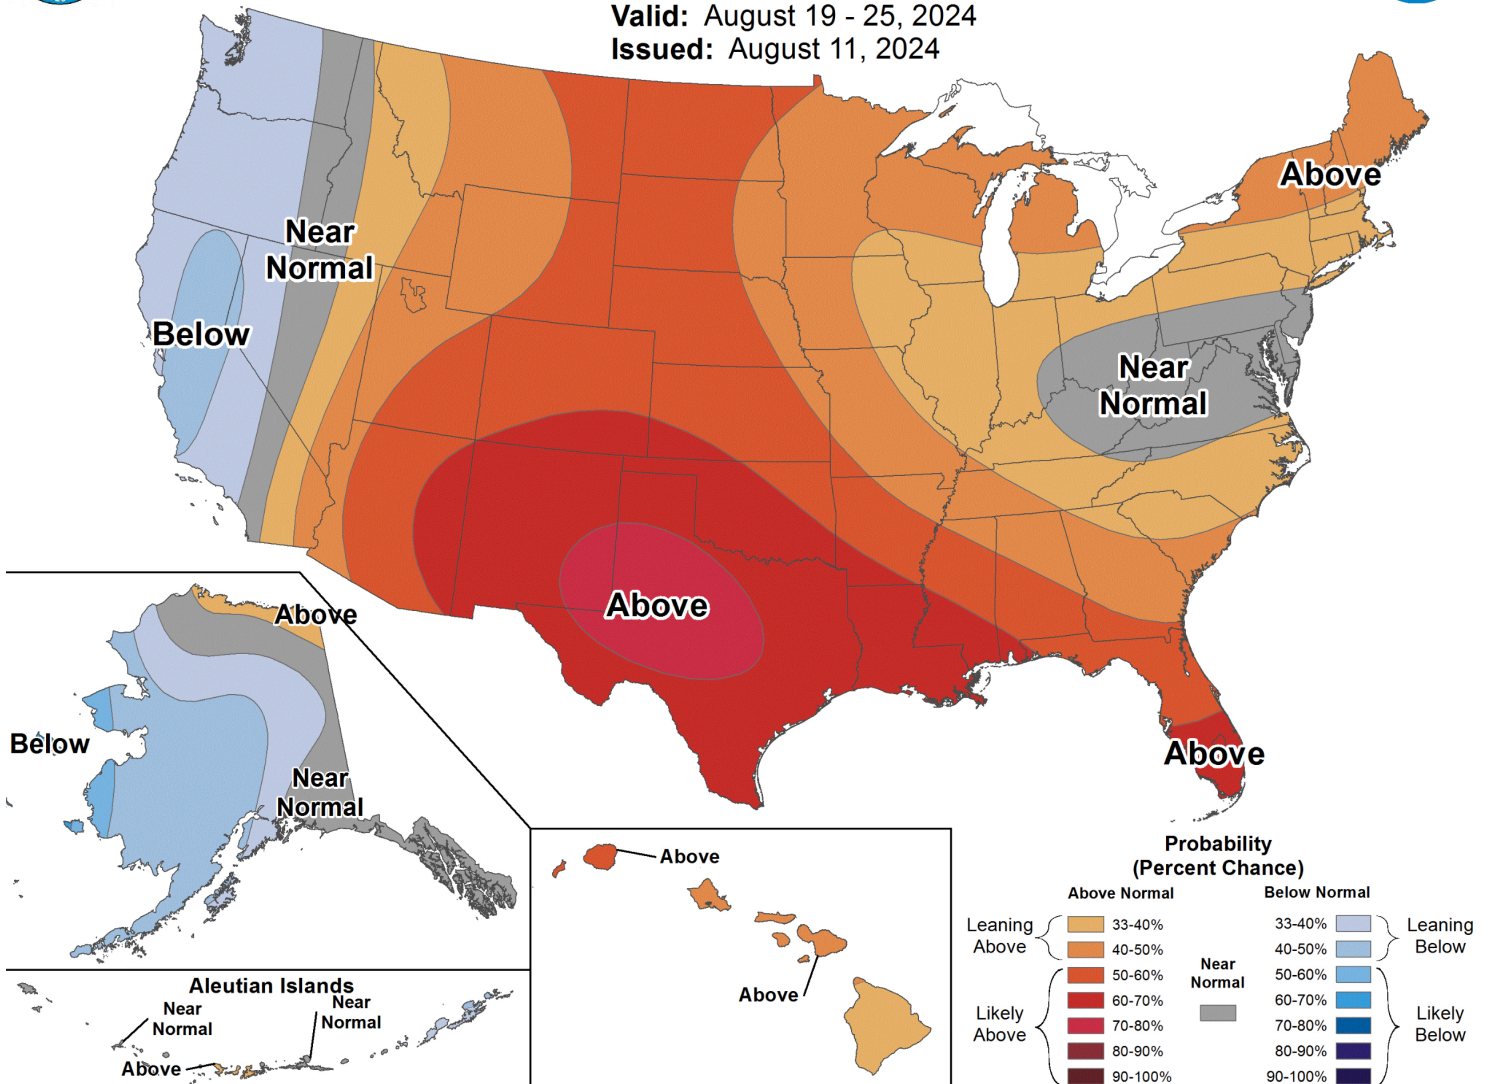 Valid: August 19 - 25, 2024
Issued: August 11, 2024
Above
Near
Normal
Below
Near
Normal
Above
Above
Above
Below
Near
Normal
Above
Above
Aleutian Islands
Near
Normal
Near
Normal
Above
Probability
(Percent Chance)
Above Normal
Below Normal
Leaning
Above
33-40%
40-50%
50-60%
60-70%
70-80%
80-90%
90-100%
Likely
Above
Near
Normal
33-40%
40-50%
50-60%
60-70%
70-80%
80-90%
90-100%
Leaning
Below
Likely
Below